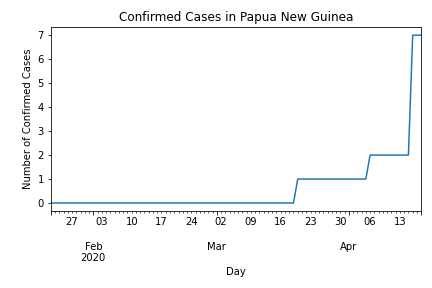 Confirmed Cases in Papua New Guinea
Number of Confirmed Cases
7
6
5
4
3
2
1
0
27 03 10 17 24 02 09 16 23 30 06 13
Feb Mar Apr
2020
Day